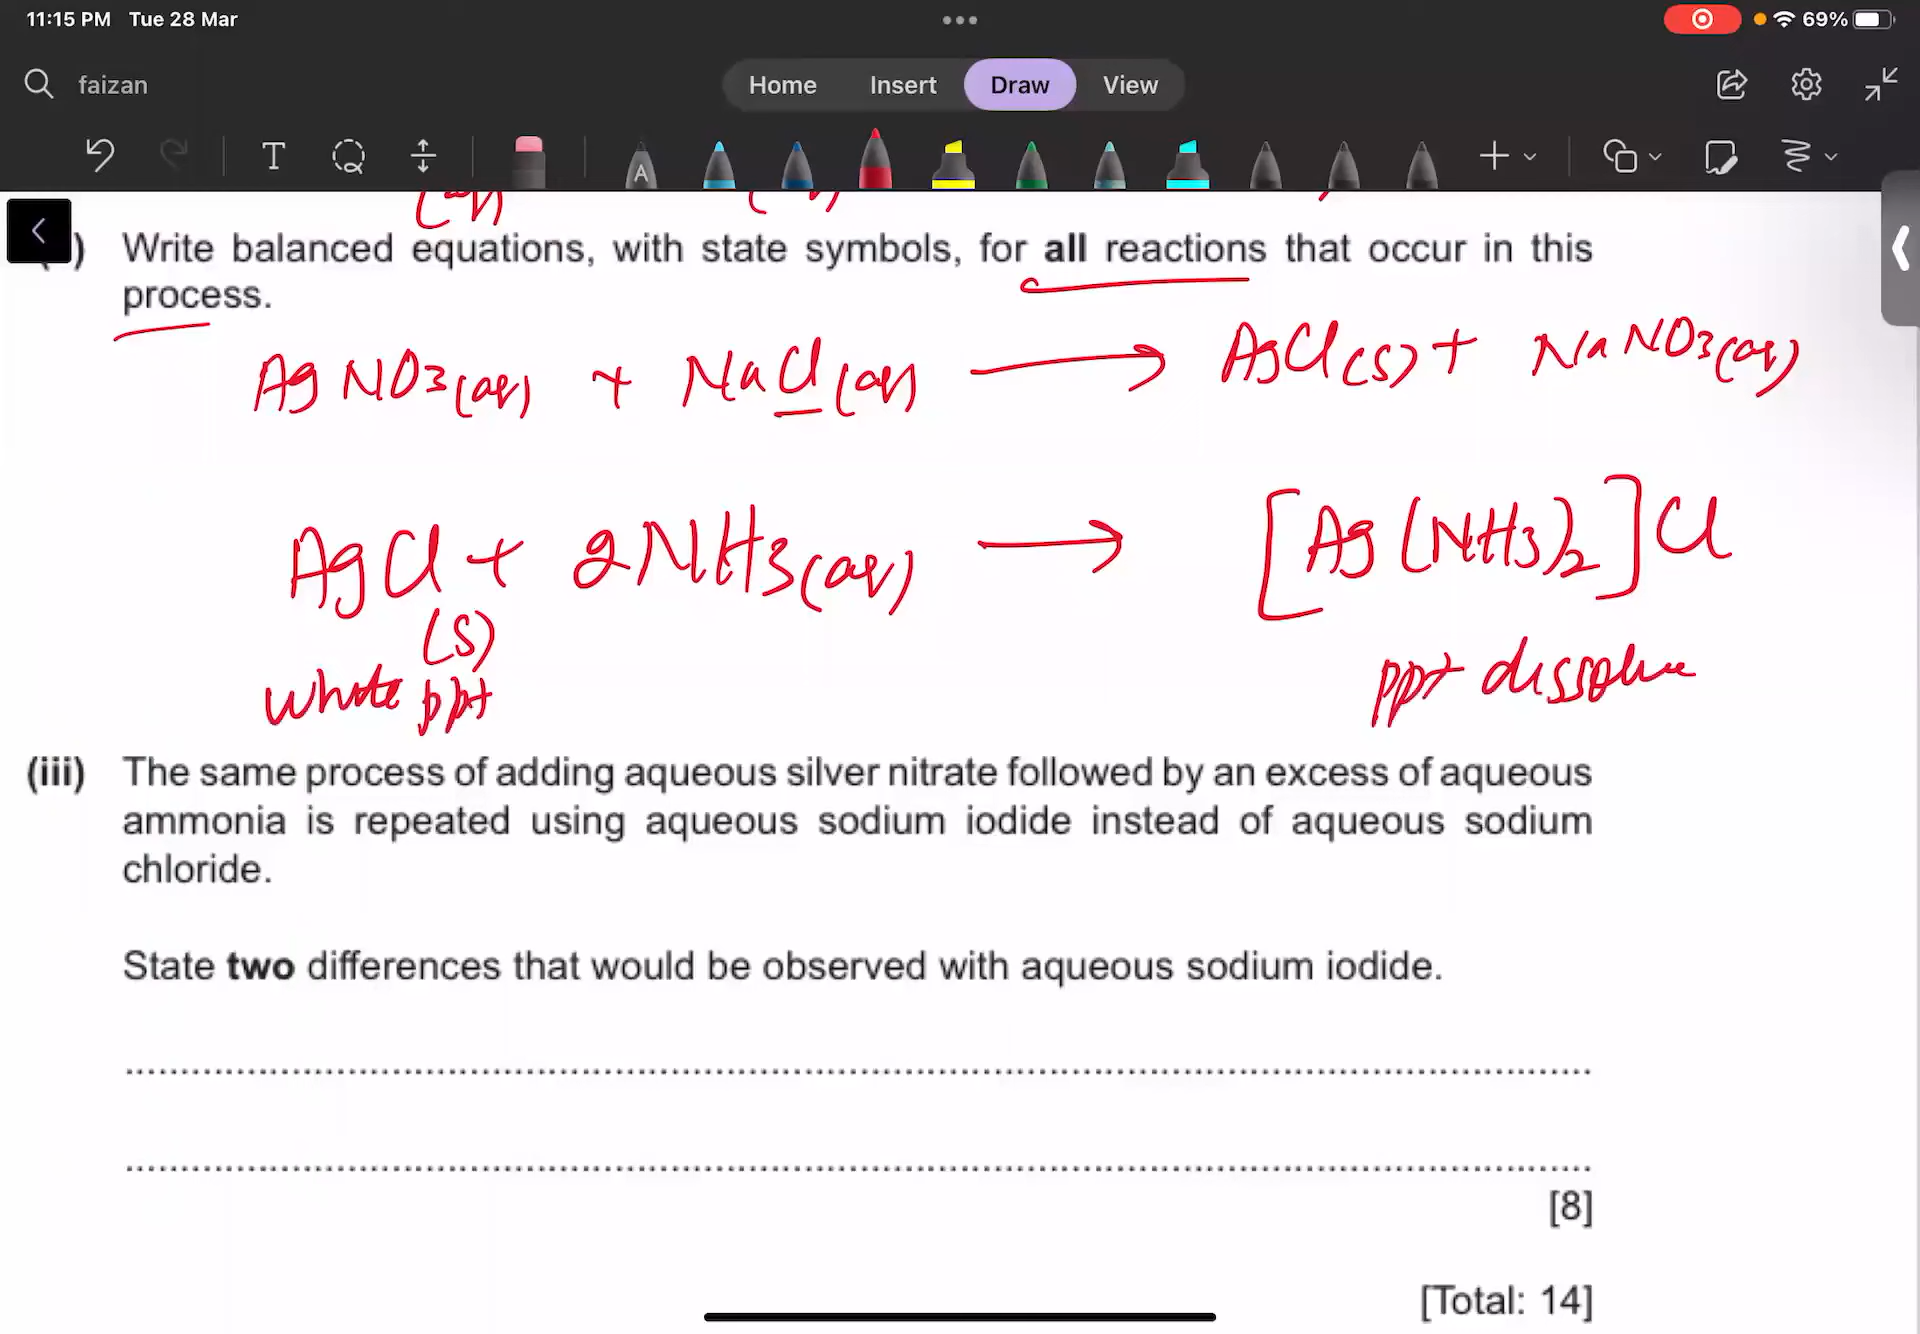 11:15 PM Tue 28 Mar
69%
faizan
Home Insert Draw View
T A
(aq)
) Write balanced equations, with state symbols, for all reactions that occur in this
process.
AgNO3(aq) + NaCl(aq) → AgCl(s) + NaNO3(aq)
AgCl + 2NH3(aq) → [Ag(NH3)2]Cl
(s)
white ppt
ppt dissolve
(iii) The same process of adding aqueous silver nitrate followed by an excess of aqueous
ammonia is repeated using aqueous sodium iodide instead of aqueous sodium
chloride.
State two differences that would be observed with aqueous sodium iodide.
[8]
[Total: 14]